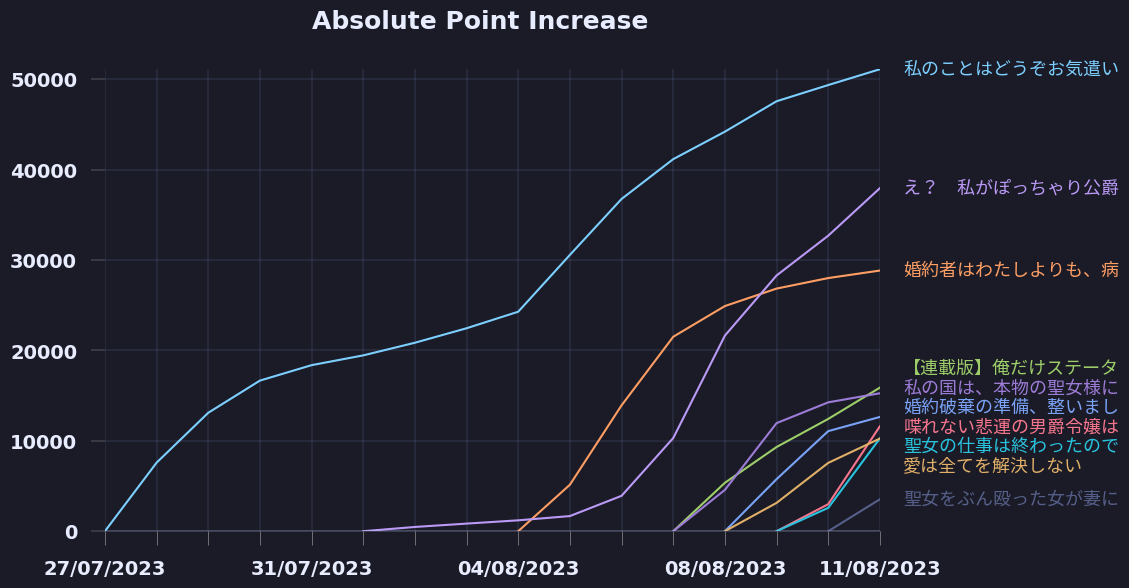 Absolute Point Increase
50000
40000
30000
20000
10000
0
27/07/2023
31/07/2023
04/08/2023
08/08/2023
11/08/2023
私のことはどうぞお気遣い
え？　私がぽっちゃり公爵
婚約者はわたしよりも、病
【連載版】俺だけステータ
私の国は、本物の聖女様に
婚約破棄の準備、整いまし
喋れない悲運の男爵令嬢は
聖女の仕事は終わったので
愛は全てを解決しない
聖女をぶん殴った女が妻に